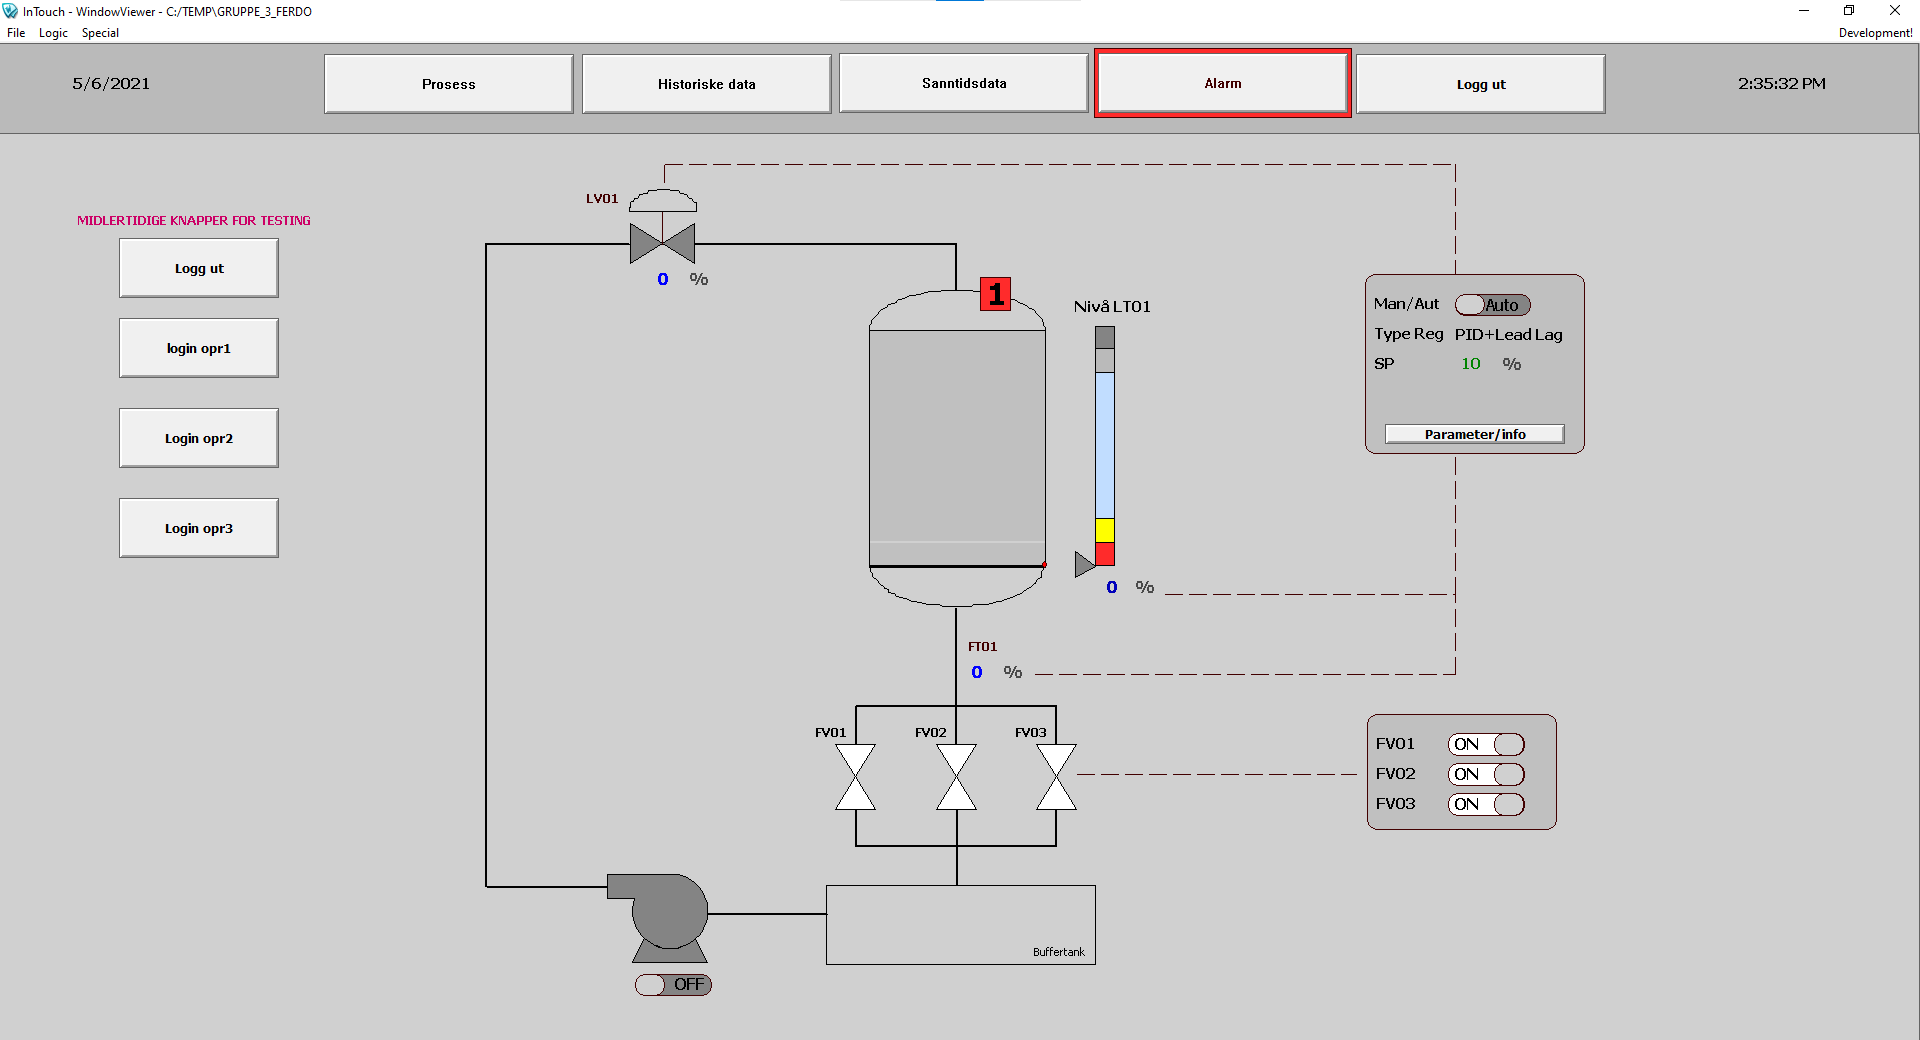 InTouch - WindowViewer - C:/TEMP\GRUPPE_3_FERDO
File Logic Special
Development!
5/6/2021
Prosess
Historiske data
Sanntidsdata
Alarm
Logg ut
2:35:32 PM
MIDLERTIDIGE KNAPPER FOR TESTING
Logg ut
login opr1
Login opr2
Login opr3
LV01
0 %
1
Nivå LT01
0 %
Man/Aut Auto
Type Reg PID+Lead Lag
SP 10 %
Parameter/info
FT01
0 %
FV01 FV02 FV03
FV01 ON
FV02 ON
FV03 ON
Buffertank
OFF